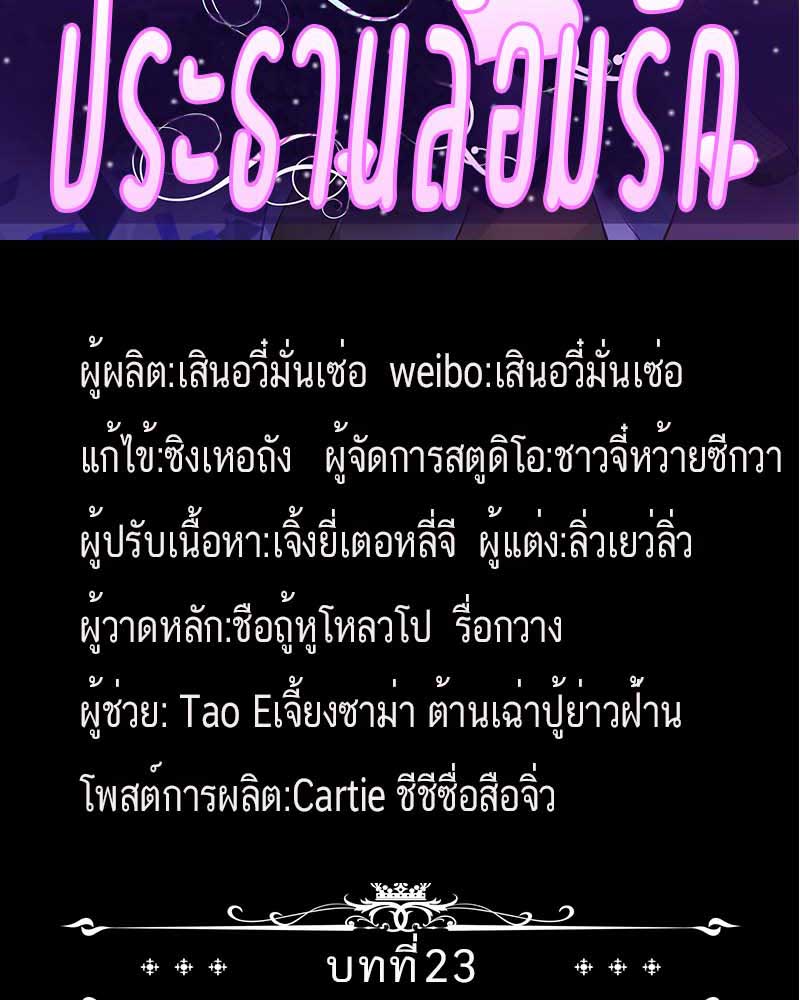 ประธานล้อมรัก
ผู้ผลิต:เสินอวี๋มั่นเซ่อ weibo:เสินอวี๋มั่นเซ่อ
แก้ไข้:ซิงเหอถัง ผู้จัดการสตูดิโอ:ชาวจี๋หว้ายซีกวา
ผู้ปรับเนื้อหา:เจิ้งยี่เตอหลี่จี ผู้แต่ง:ลิ่วเยว่ลิ่ว
ผู้วาดหลัก:ชือถู้หูโหลวโป รื่อกวาง
ผู้ช่วย: Tao Eเจี้ยงซาม่า ต้านเฉ่าปู้ย่าวฝ้าน
โพสต์การผลิต:Cartie ชีชีซื่อสือจิ่ว
บทที่23